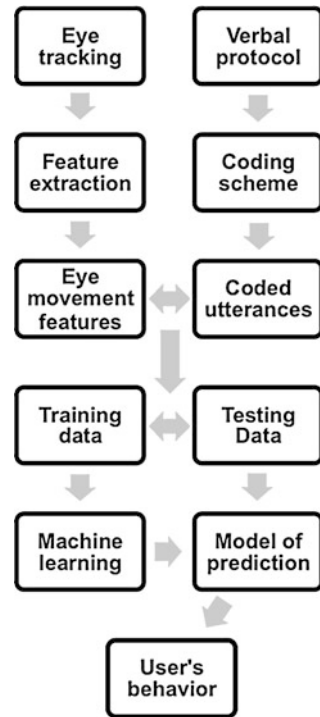 Eye
tracking
Verbal
protocol
Feature
extraction
Coding
scheme
Eye
movement
features
Coded
utterances
Training
data
Testing
Data
Machine
learning
Model of
prediction
User's
behavior